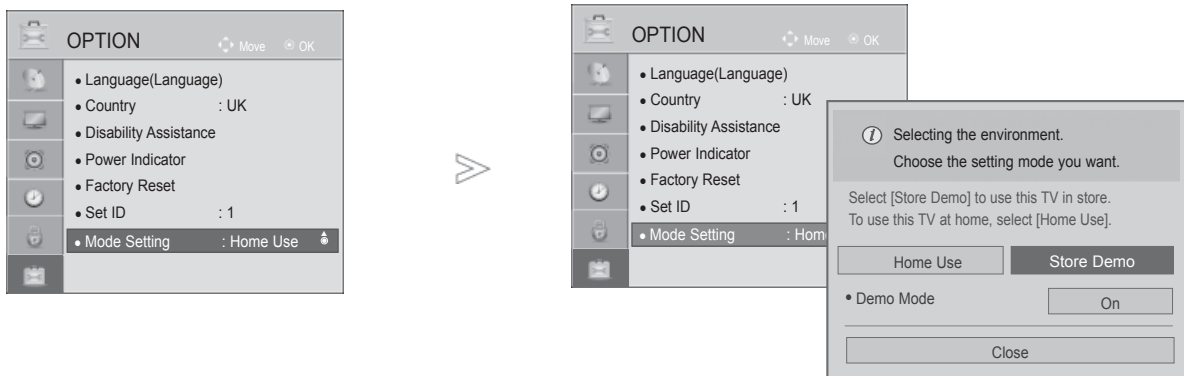 OPTION
Move OK
● Language(Language)
● Country : UK
● Disability Assistance
● Power Indicator
● Factory Reset
● Set ID : 1
● Mode Setting : Home Use
>
OPTION
Move OK
● Language(Language)
● Country : UK
● Disability Assistance
● Power Indicator
● Factory Reset
● Set ID : 1
● Mode Setting : Hom
i Selecting the environment.
Choose the setting mode you want.
Select [Store Demo] to use this TV in store.
To use this TV at home, select [Home Use].
Home Use Store Demo
● Demo Mode On
Close